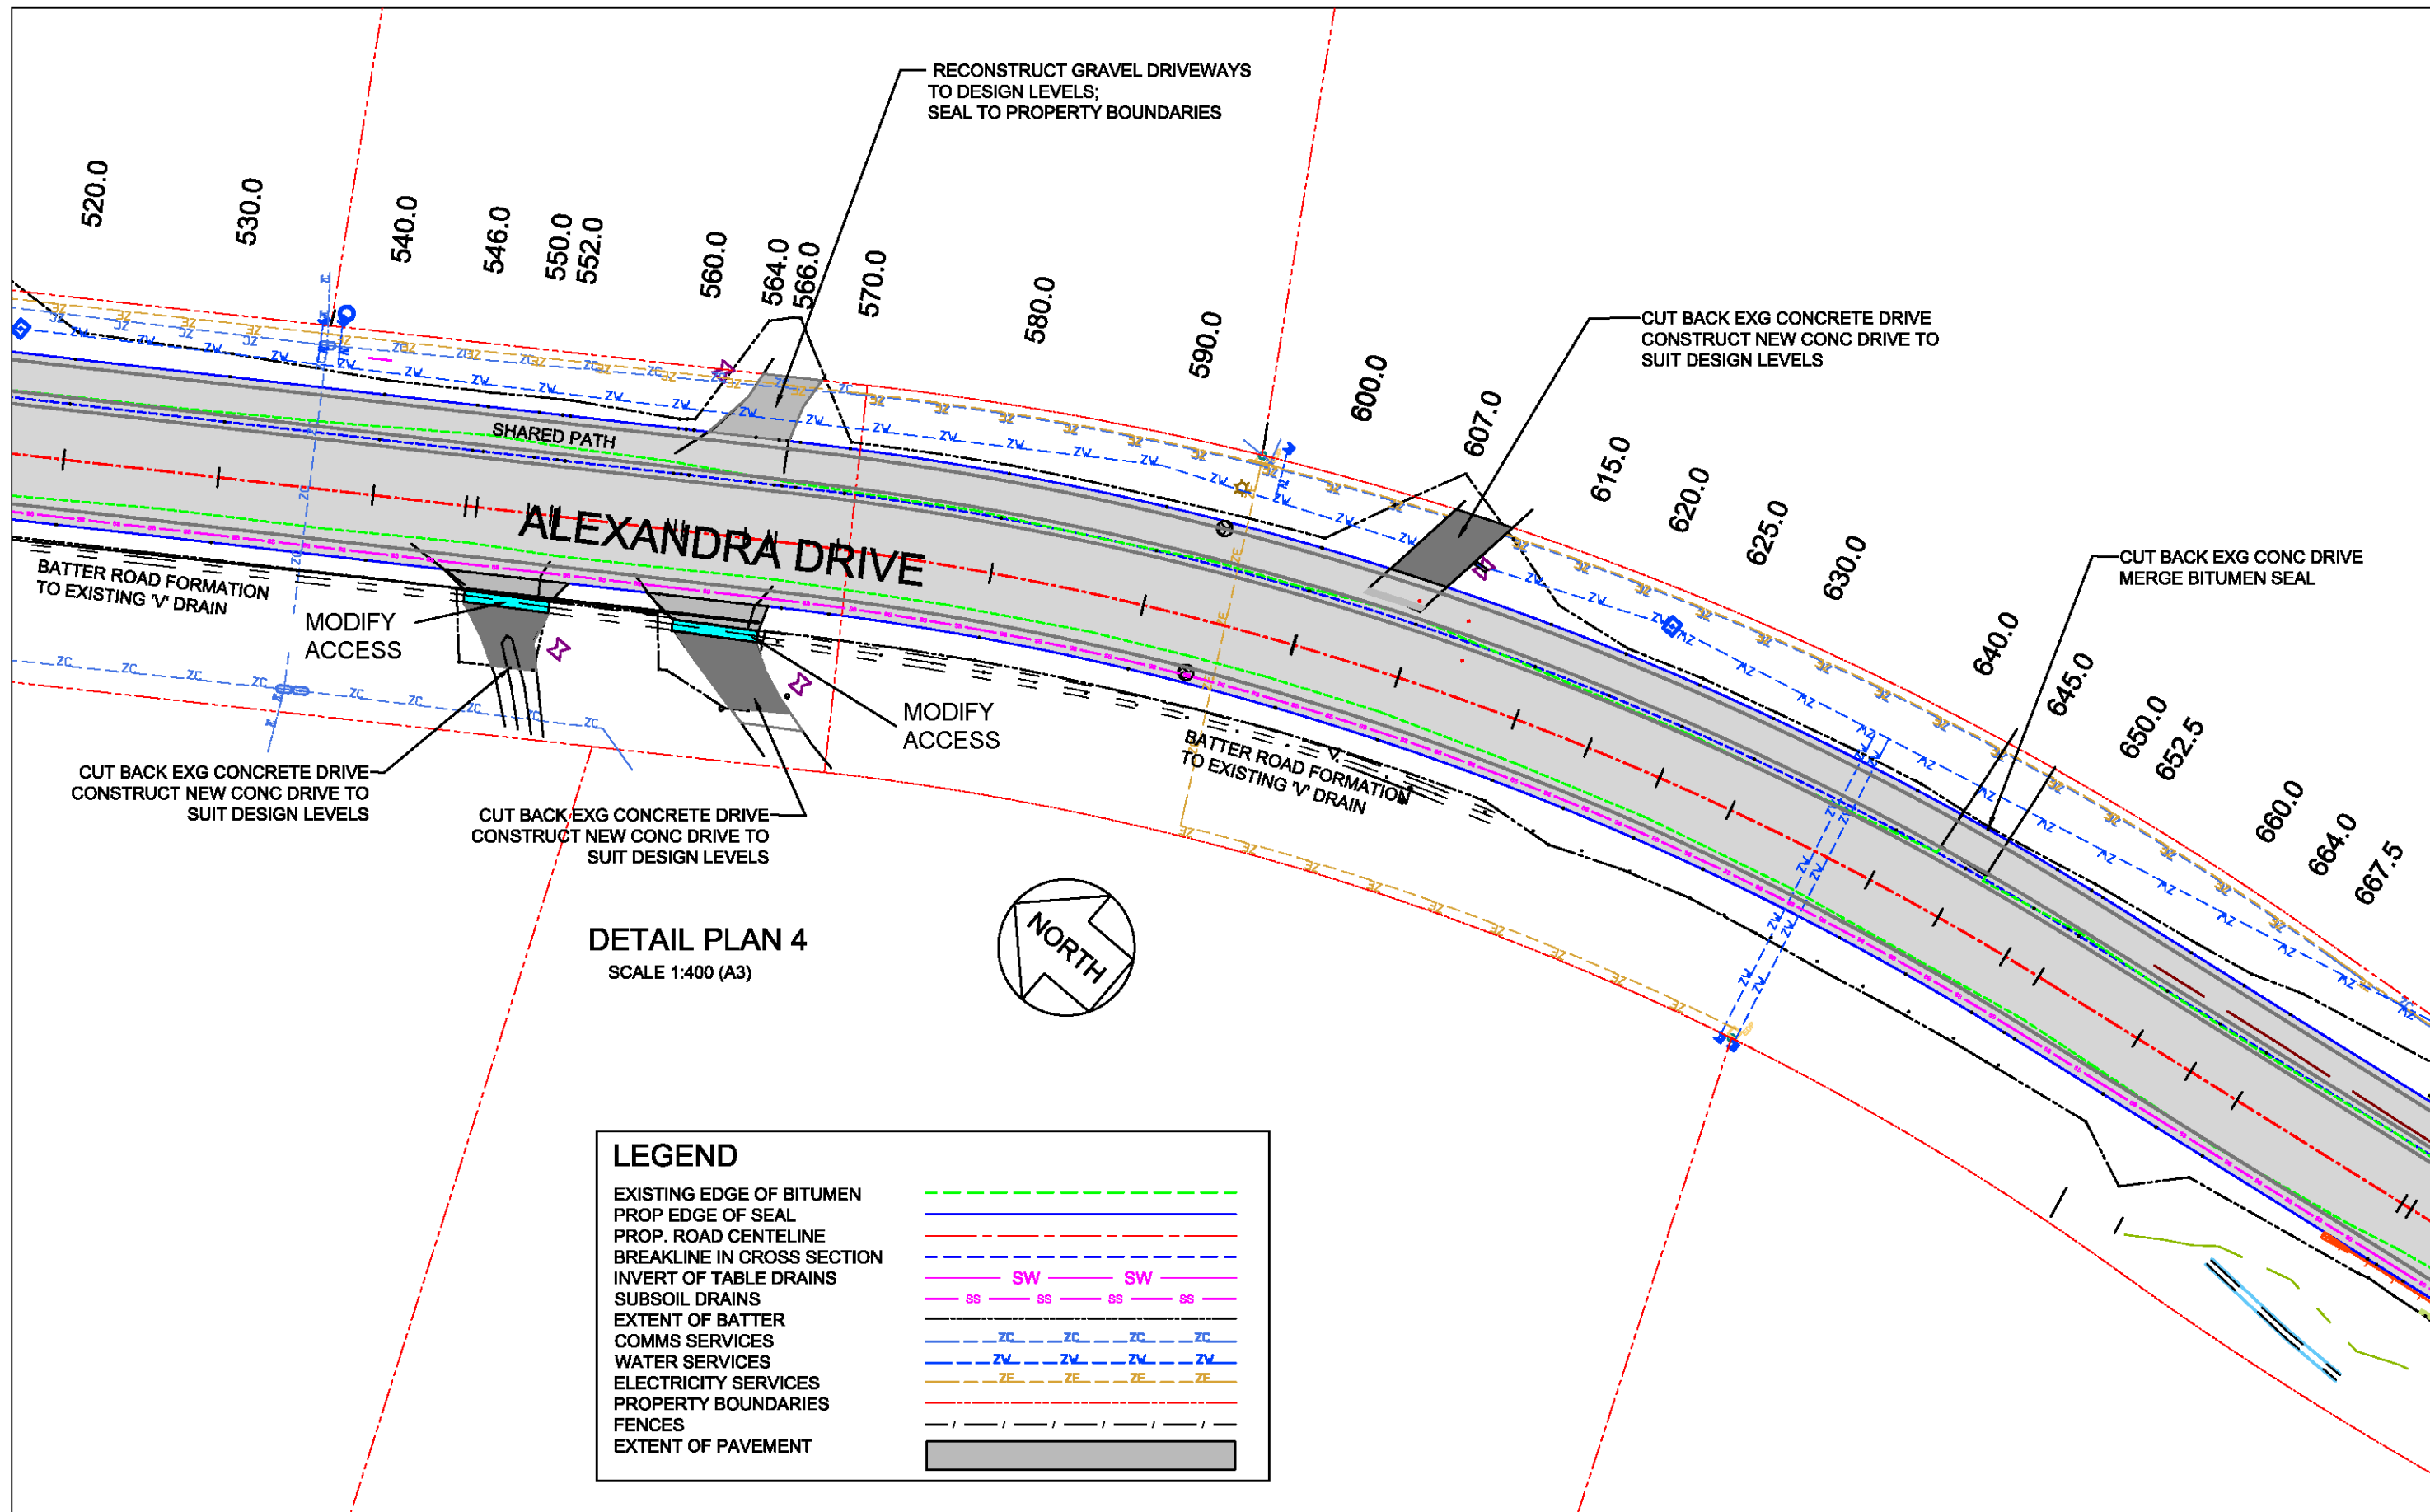 RECONSTRUCT GRAVEL DRIVEWAYS
TO DESIGN LEVELS;
SEAL TO PROPERTY BOUNDARIES
520.0
530.0
540.0
546.0
550.0
552.0
560.0
564.0
566.0
570.0
580.0
590.0
600.0
607.0
615.0
620.0
625.0
630.0
640.0
645.0
650.0
652.5
660.0
664.0
667.5
CUT BACK EXG CONCRETE DRIVE
CONSTRUCT NEW CONC DRIVE TO
SUIT DESIGN LEVELS
CUT BACK EXG CONC DRIVE
MERGE BITUMEN SEAL
SHARED PATH
ALEXANDRA DRIVE
BATTER ROAD FORMATION
TO EXISTING 'V' DRAIN
MODIFY
ACCESS
MODIFY
ACCESS
BATTER ROAD FORMATION
TO EXISTING 'V' DRAIN
CUT BACK EXG CONCRETE DRIVE
CONSTRUCT NEW CONC DRIVE TO
SUIT DESIGN LEVELS
CUT BACK EXG CONCRETE DRIVE
CONSTRUCT NEW CONC DRIVE TO
SUIT DESIGN LEVELS
DETAIL PLAN 4
SCALE 1:400 (A3)
NORTH
LEGEND
EXISTING EDGE OF BITUMEN
PROP EDGE OF SEAL
PROP. ROAD CENTELINE
BREAKLINE IN CROSS SECTION
INVERT OF TABLE DRAINS SW SW
SUBSOIL DRAINS SS SS SS SS
EXTENT OF BATTER
COMMS SERVICES ZC ZC ZC ZC
WATER SERVICES ZW ZW ZW ZW
ELECTRICITY SERVICES ZE ZE ZE ZE
PROPERTY BOUNDARIES
FENCES
EXTENT OF PAVEMENT